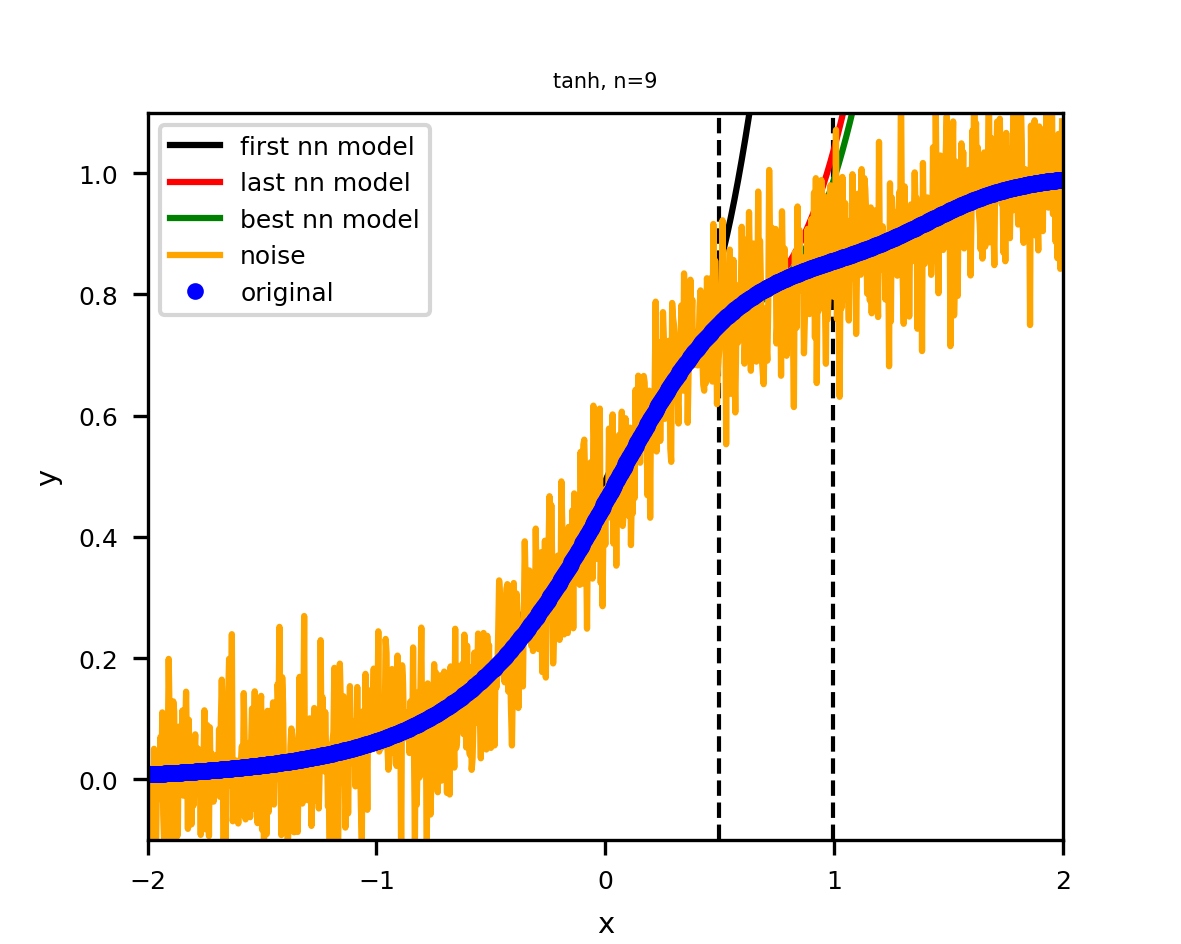 tanh, n=9
first nn model
last nn model
best nn model
noise
original
1.0
0.8
0.6
0.4
0.2
0.0
y
−2
−1
0
1
2
x